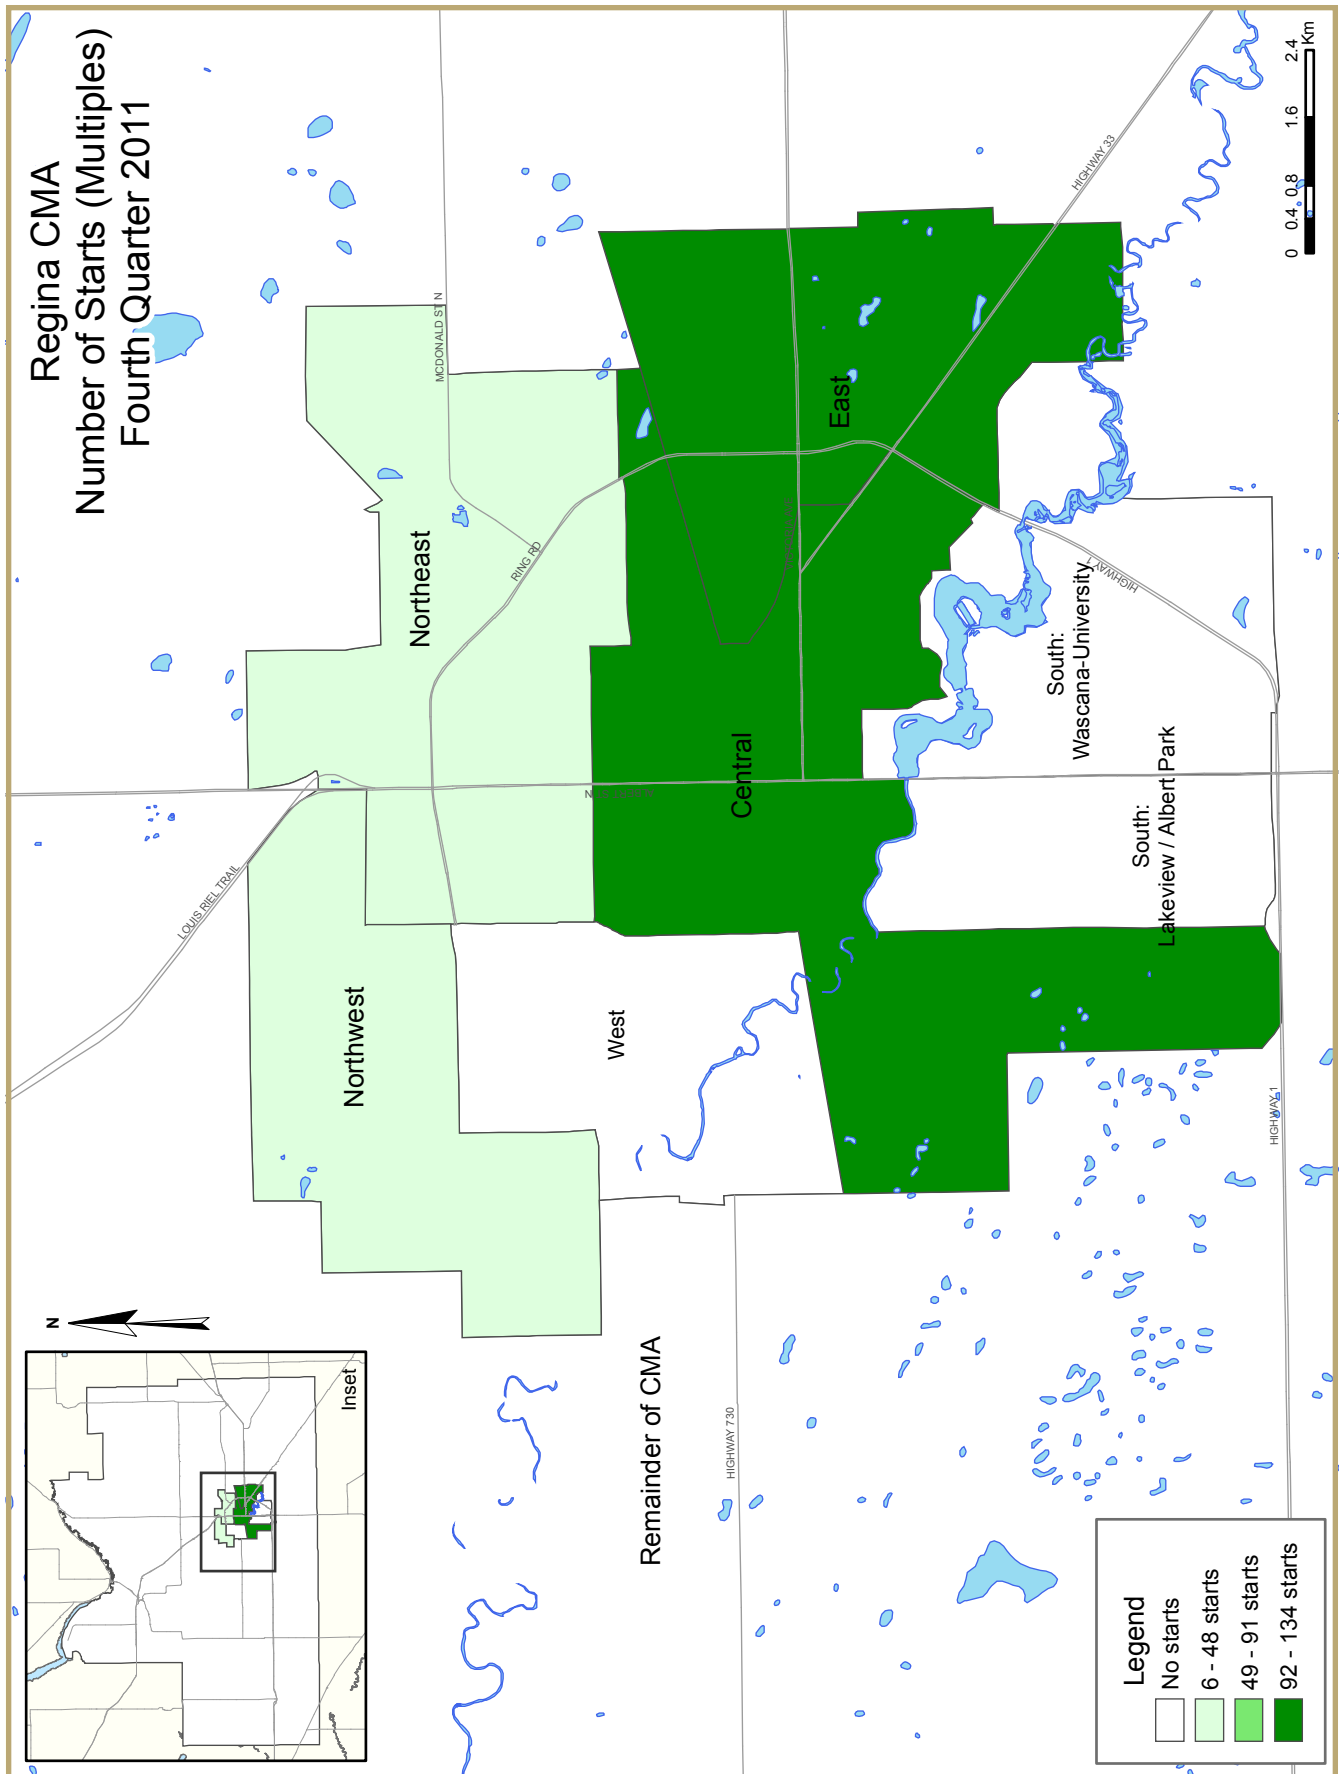 Regina CMA
Number of Starts (Multiples)
Fourth Quarter 2011
N
Inset
LOUIS RIEL TRAIL
MCDONALD ST N
RING RD
Northeast
Northwest
West
Central
East
HIGHWAY 33
South:
Wascana-University
HIGHWAY 1
South:
Lakeview / Albert Park
Remainder of CMA
HIGHWAY 730
HIGHWAY 1
Legend
No starts
6 - 48 starts
49 - 91 starts
92 - 134 starts
0 0.4 0.8 1.6 2.4
Km